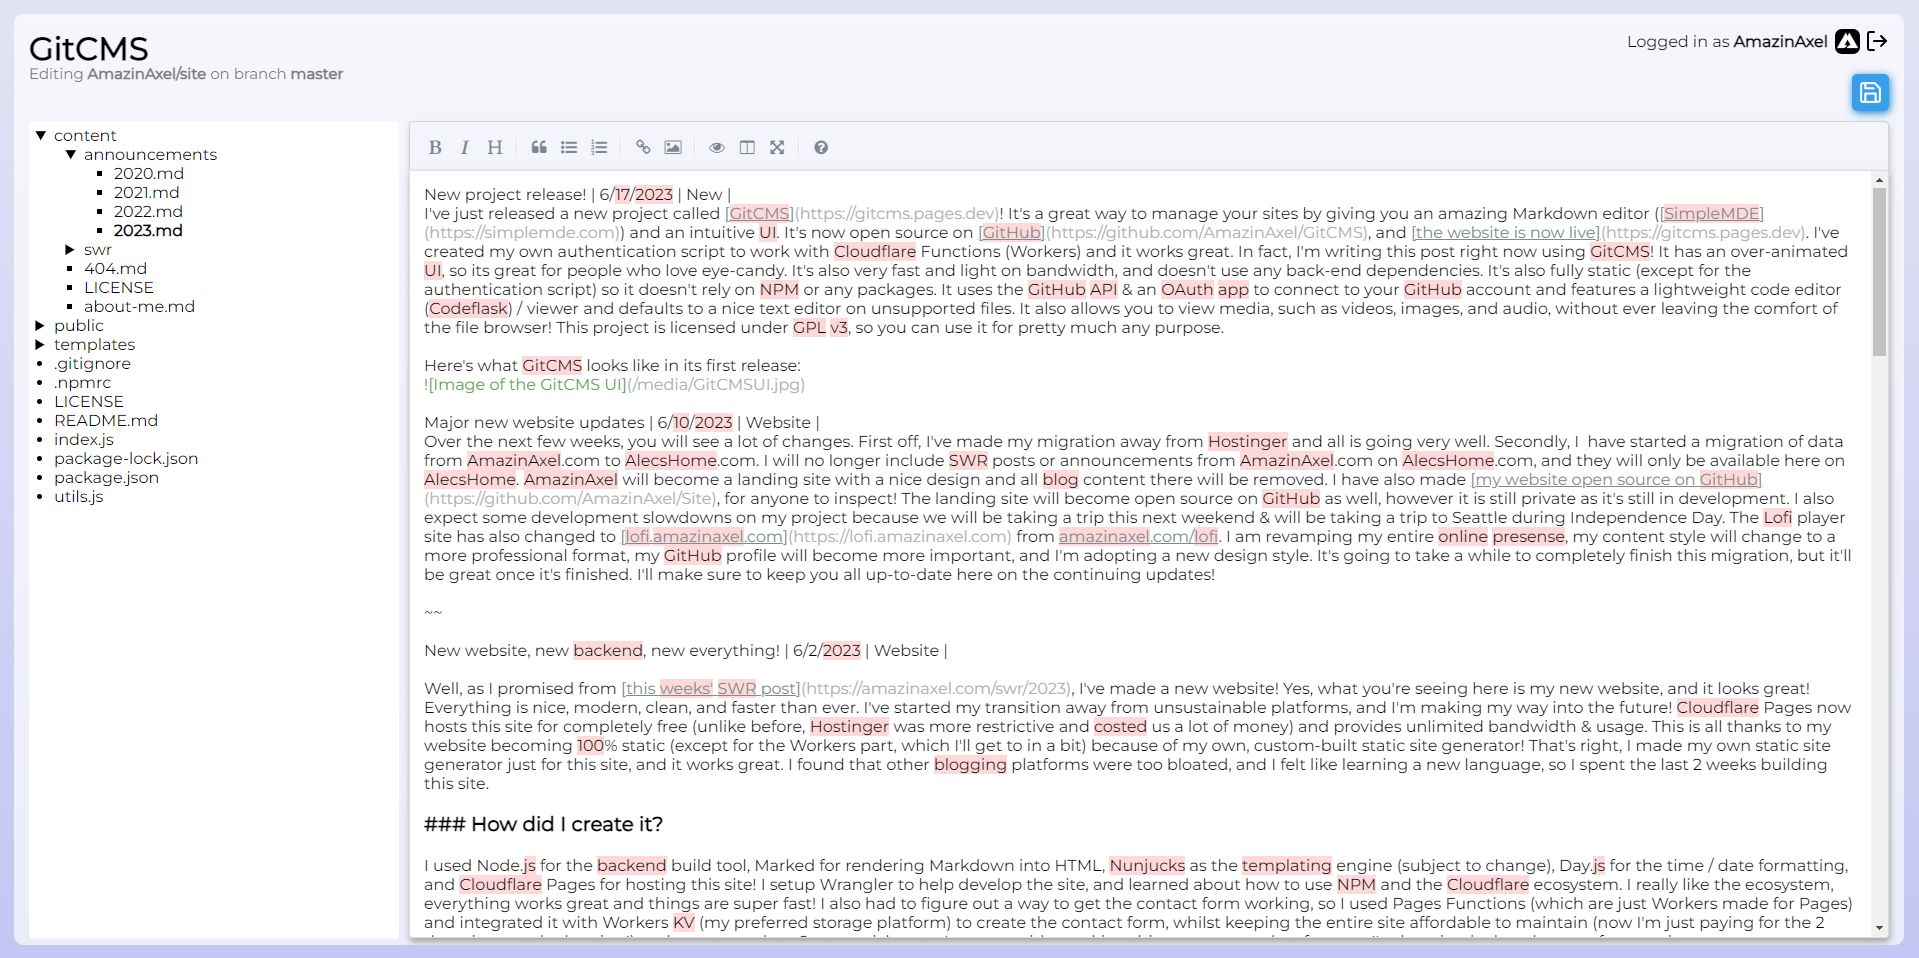 GitCMS
Editing AmazinAxel/site on branch master
Logged in as AmazinAxel
content
announcements
2020.md
2021.md
2022.md
2023.md
swr
404.md
LICENSE
about-me.md
public
templates
.gitignore
.npmrc
LICENSE
README.md
index.js
package-lock.json
package.json
utils.js
B I H
New project release! | 6/17/2023 | New |
I've just released a new project called [GitCMS](https://gitcms.pages.dev)! It's a great way to manage your sites by giving you an amazing Markdown editor ([SimpleMDE]
(https://simplemde.com)) and an intuitive UI. It's now open source on [GitHub](https://github.com/AmazinAxel/GitCMS), and [the website is now live](https://gitcms.pages.dev). I've
created my own authentication script to work with Cloudflare Functions (Workers) and it works great. In fact, I'm writing this post right now using GitCMS! It has an over-animated
UI, so its great for people who love eye-candy. It's also very fast and light on bandwidth, and doesn't use any back-end dependencies. It's also fully static (except for the
authentication script) so it doesn't rely on NPM or any packages. It uses the GitHub API & an OAuth app to connect to your GitHub account and features a lightweight code editor
(Codeflask) / viewer and defaults to a nice text editor on unsupported files. It also allows you to view media, such as videos, images, and audio, without ever leaving the comfort of
the file browser! This project is licensed under GPL v3, so you can use it for pretty much any purpose.
Here's what GitCMS looks like in its first release:
![Image of the GitCMS UI](/media/GitCMSUI.jpg)
Major new website updates | 6/10/2023 | Website |
Over the next few weeks, you will see a lot of changes. First off, I've made my migration away from Hostinger and all is going very well. Secondly, I  have started a migration of data
from AmazinAxel.com to AlecsHome.com. I will no longer include SWR posts or announcements from AmazinAxel.com on AlecsHome.com, and they will only be available here on
AlecsHome. AmazinAxel will become a landing site with a nice design and all blog content there will be removed. I have also made [my website open source on GitHub]
(https://github.com/AmazinAxel/Site), for anyone to inspect! The landing site will become open source on GitHub as well, however it is still private as it's still in development. I also
expect some development slowdowns on my project because we will be taking a trip this next weekend & will be taking a trip to Seattle during Independence Day. The Lofi player
site has also changed to [lofi.amazinaxel.com](https://lofi.amazinaxel.com) from amazinaxel.com/lofi. I am revamping my entire online presense, my content style will change to a
more professional format, my GitHub profile will become more important, and I'm adopting a new design style. It's going to take a while to completely finish this migration, but it'll
be great once it's finished. I'll make sure to keep you all up-to-date here on the continuing updates!
~~
New website, new backend, new everything! | 6/2/2023 | Website |
Well, as I promised from [this weeks' SWR post](https://amazinaxel.com/swr/2023), I've made a new website! Yes, what you're seeing here is my new website, and it looks great!
Everything is nice, modern, clean, and faster than ever. I've started my transition away from unsustainable platforms, and I'm making my way into the future! Cloudflare Pages now
hosts this site for completely free (unlike before, Hostinger was more restrictive and costed us a lot of money) and provides unlimited bandwidth & usage. This is all thanks to my
website becoming 100% static (except for the Workers part, which I'll get to in a bit) because of my own, custom-built static site generator! That's right, I made my own static site
generator just for this site, and it works great. I found that other blogging platforms were too bloated, and I felt like learning a new language, so I spent the last 2 weeks building
this site.
### How did I create it?
I used Node.js for the backend build tool, Marked for rendering Markdown into HTML, Nunjucks as the templating engine (subject to change), Day.js for the time / date formatting,
and Cloudflare Pages for hosting this site! I setup Wrangler to help develop the site, and learned about how to use NPM and the Cloudflare ecosystem. I really like the ecosystem,
everything works great and things are super fast! I also had to figure out a way to get the contact form working, so I used Pages Functions (which are just Workers made for Pages)
and integrated it with Workers KV (my preferred storage platform) to create the contact form, whilst keeping the entire site affordable to maintain (now I'm just paying for the 2